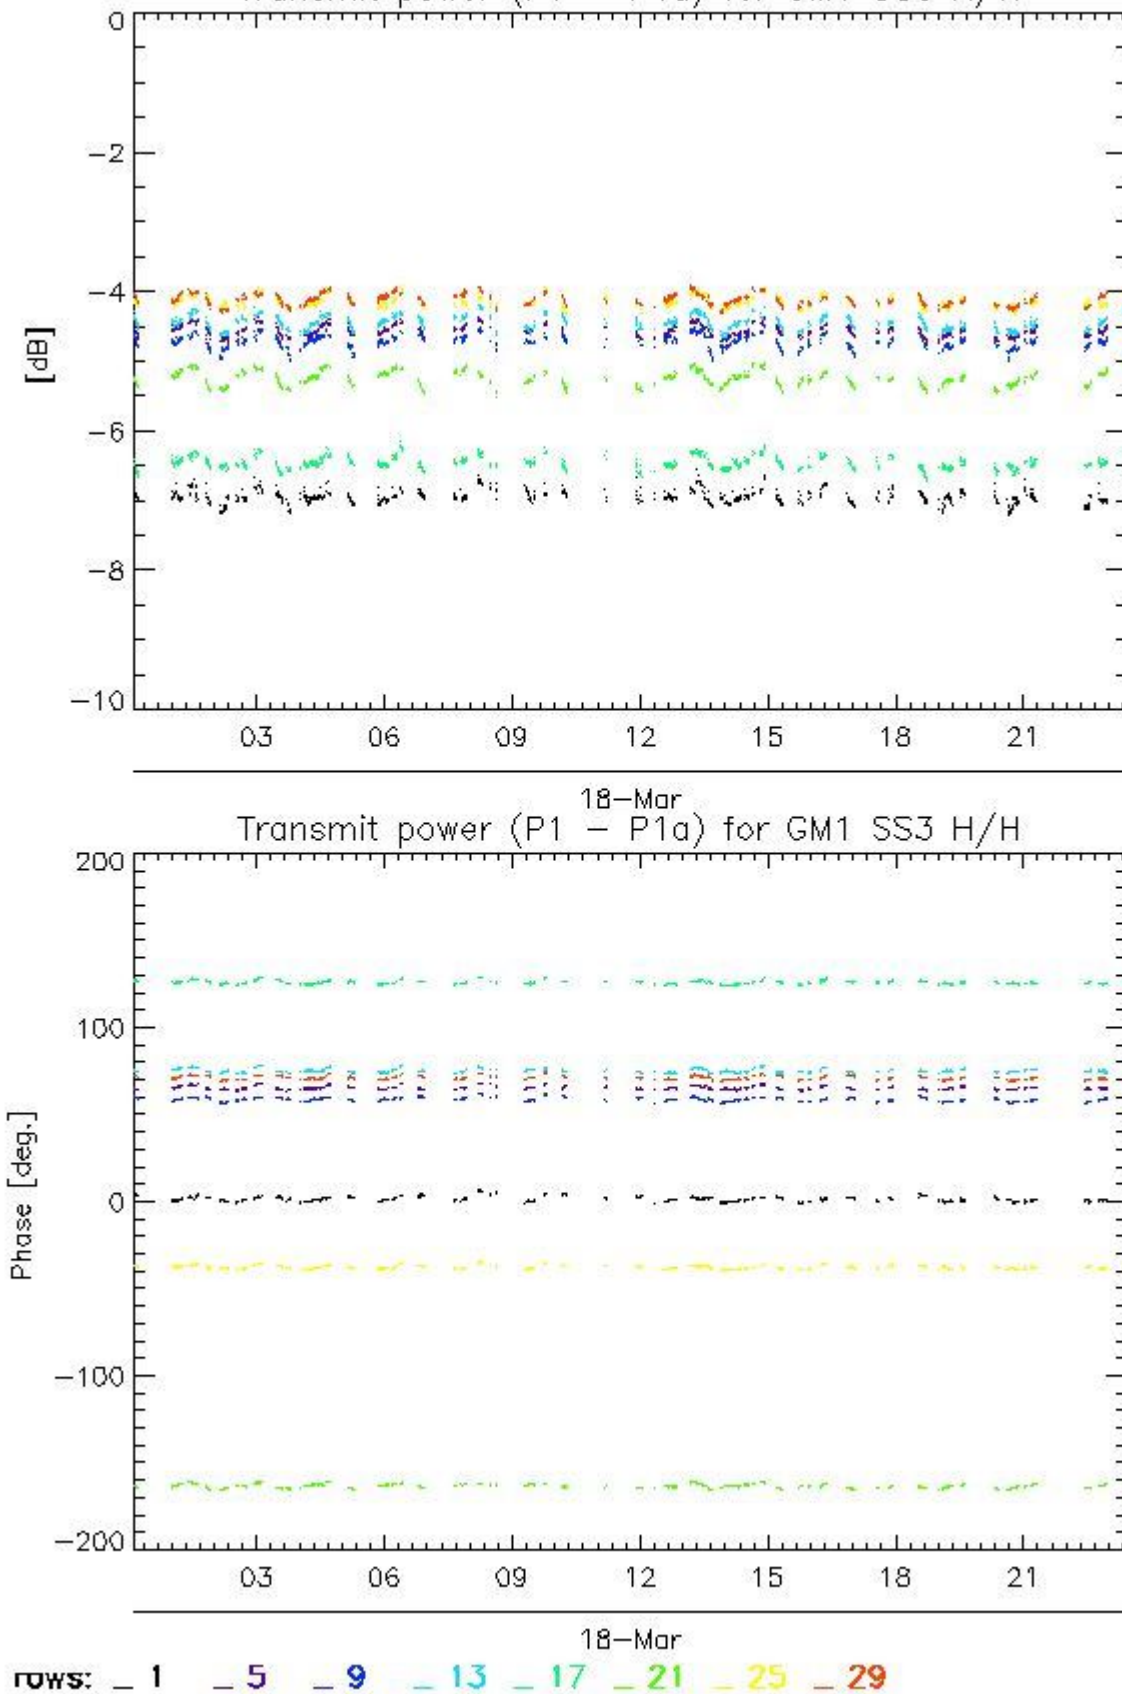 0
-2
-4
[dB]
-6
-8
-10
03 06 09 12 15 18 21
18-Mar
Transmit power (P1 - P1a) for GM1 SS3 H/H
200
100
Phase [deg.]
0
-100
-200
03 06 09 12 15 18 21
18-Mar
rows: _ 1 _ 5 _ 9 _ 13 _ 17 _ 21 _ 25 _ 29